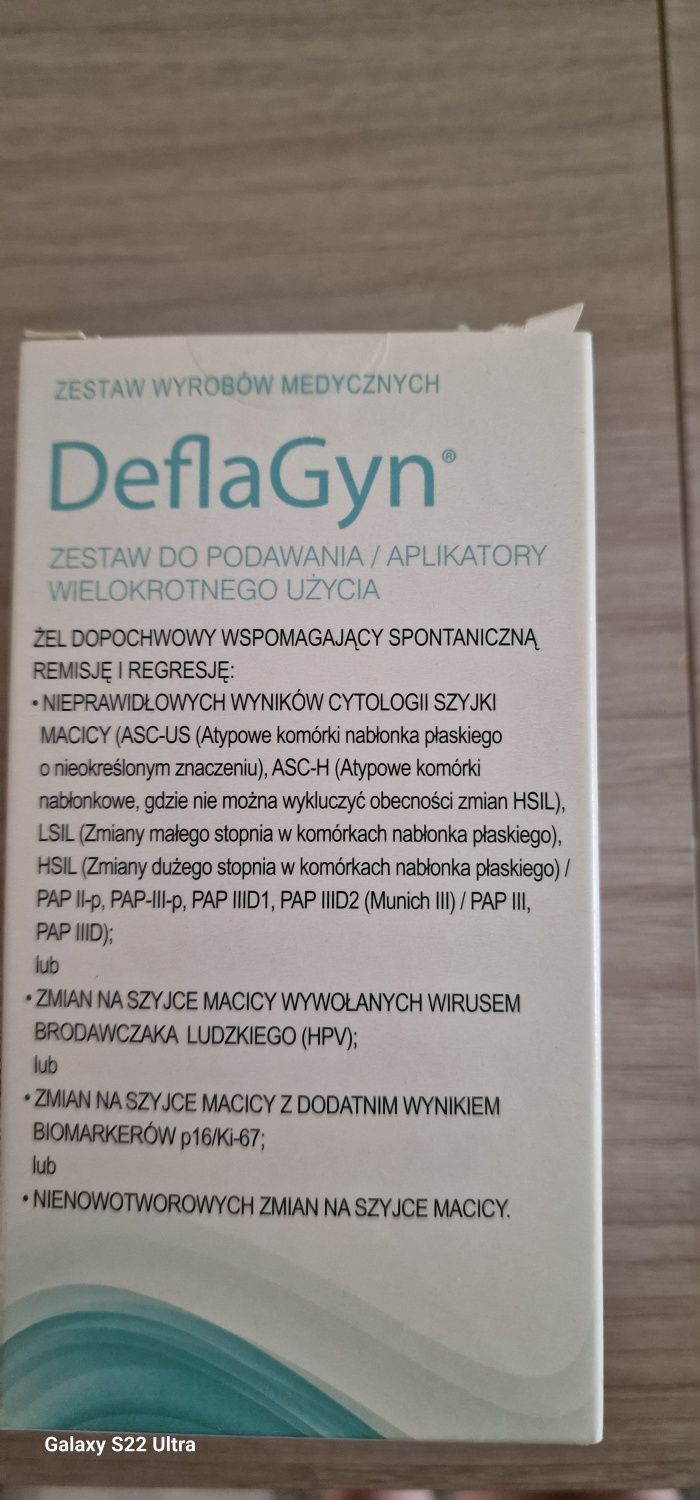 ZESTAW WYROBÓW MEDYCZNYCH
DeflaGyn®
ZESTAW DO PODAWANIA / APLIKATORY
WIELOKROTNEGO UŻYCIA
ŻEL DOPOCHWOWY WSPOMAGAJĄCY SPONTANICZNĄ
REMISJĘ I REGRESJĘ:
• NIEPRAWIDŁOWYCH WYNIKÓW CYTOLOGII SZYJKI
MACICY (ASC-US (Atypowe komórki nabłonka płaskiego
o nieokreślonym znaczeniu), ASC-H (Atypowe komórki
nabłonkowe, gdzie nie można wykluczyć obecności zmian HSIL),
LSIL (Zmiany małego stopnia w komórkach nabłonka płaskiego),
HSIL (Zmiany dużego stopnia w komórkach nabłonka płaskiego) /
PAP II-p, PAP-III-p, PAP IIID1, PAP IIID2 (Munich III) / PAP III,
PAP IIID);
lub
• ZMIAN NA SZYJCE MACICY WYWOŁANYCH WIRUSEM
BRODAWCZAKA LUDZKIEGO (HPV);
lub
• ZMIAN NA SZYJCE MACICY Z DODATNIM WYNIKIEM
BIOMARKERÓW p16/Ki-67;
lub
• NIENOWOTWOROWYCH ZMIAN NA SZYJCE MACICY.
Galaxy S22 Ultra